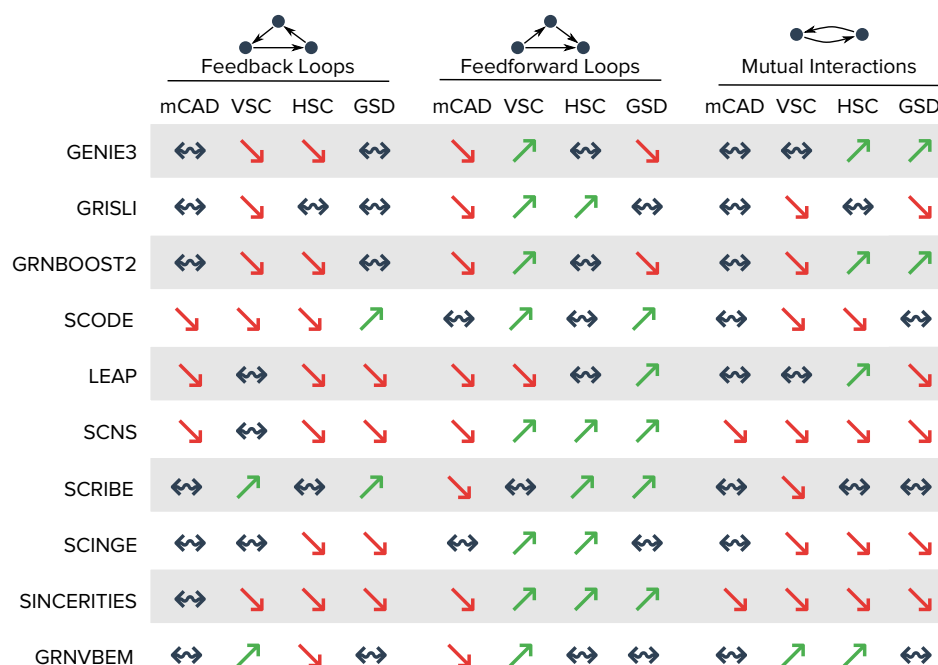 Feedback Loops Feedforward Loops Mutual Interactions
mCAD VSC HSC GSD mCAD VSC HSC GSD mCAD VSC HSC GSD
GENIE3
GRISLI
GRNBOOST2
SCODE
LEAP
SCNS
SCRIBE
SCINGE
SINCERITIES
GRNVBEM